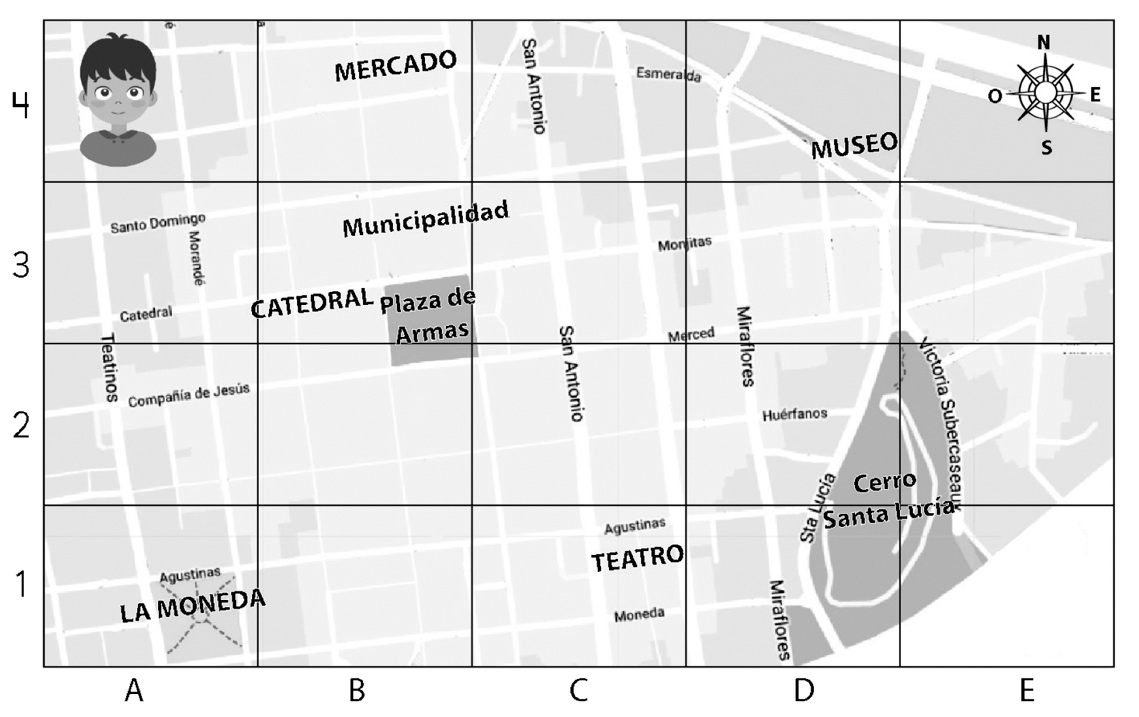 é
N
MERCADO
San Antonio
Esmeralda
4
O
E
MUSEO
S
Santo Domingo
Morandé
Municipalidad
Monjitas
3
CATEDRAL
Plaza de
Armas
Catedral
Merced
Miraflores
Teatinos
San Antonio
Victoria Subercaseaux
Compañía de Jesús
Huérfanos
2
Cerro
Santa Lucía
Sta Lucía
Agustinas
TEATRO
Agustinas
1
LA MONEDA
Moneda
Miraflores
A
B
C
D
E